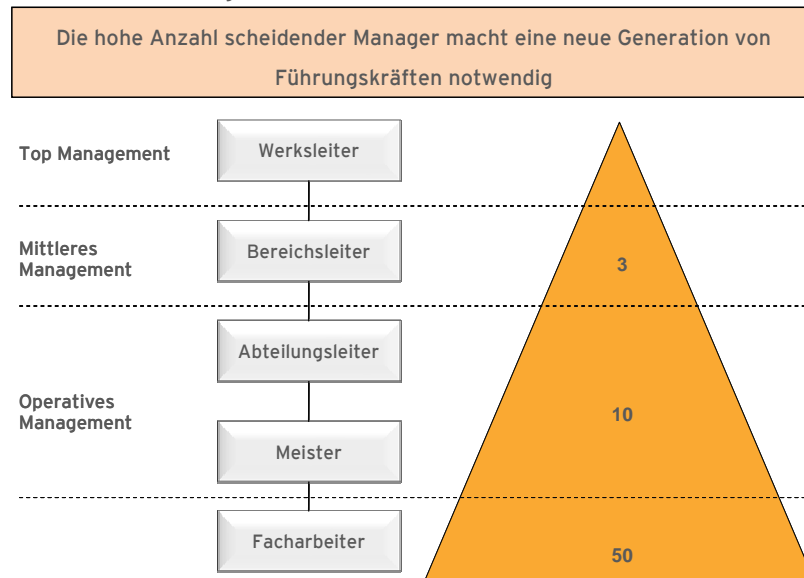 Die hohe Anzahl scheidender Manager macht eine neue Generation von
Führungskräften notwendig
Top Management
Werksleiter
Mittleres
Management
Bereichsleiter
3
Abteilungsleiter
Operatives
Management
10
Meister
Facharbeiter
50